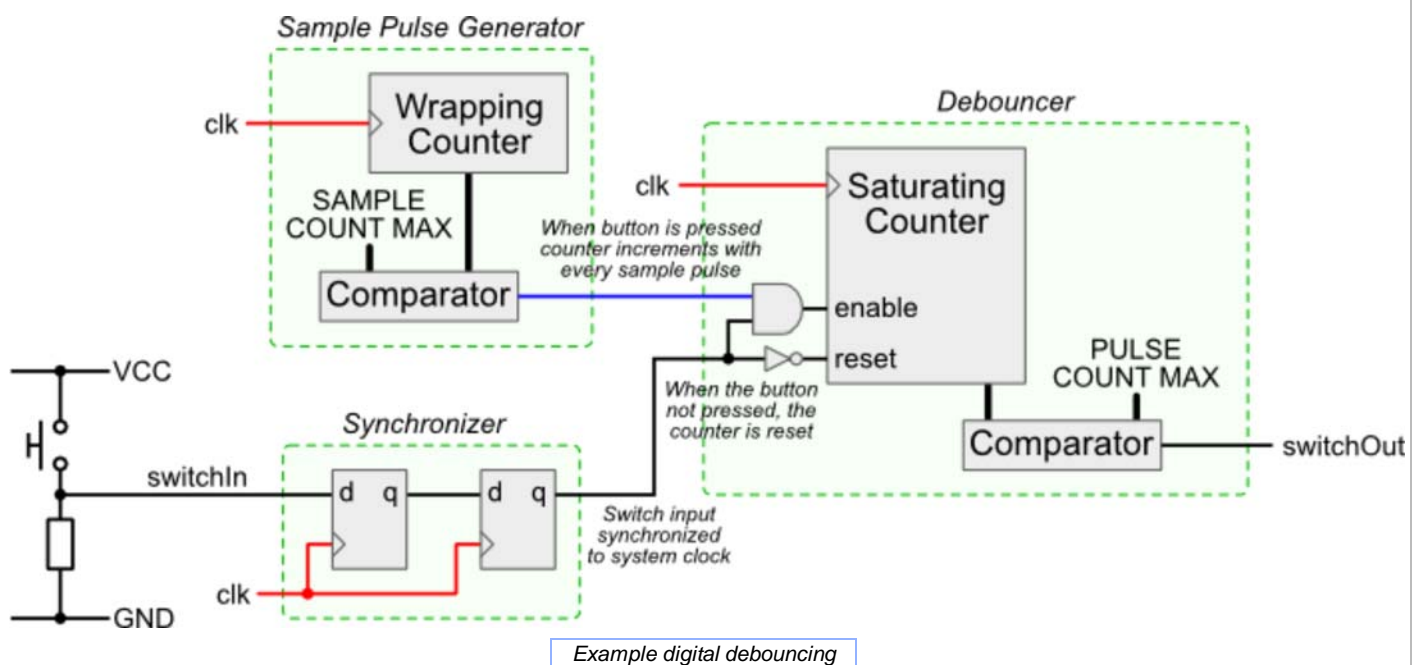 Sample Pulse Generator
clk
Wrapping
Counter
SAMPLE
COUNT MAX
Comparator
When button is pressed
counter increments with
every sample pulse
Debouncer
clk
Saturating
Counter
enable
reset
When the button
not pressed, the
counter is reset
PULSE
COUNT MAX
Comparator
switchOut
VCC
switchIn
GND
Synchronizer
d q
d q
clk
Switch input
synchronized
to system clock
Example digital debouncing